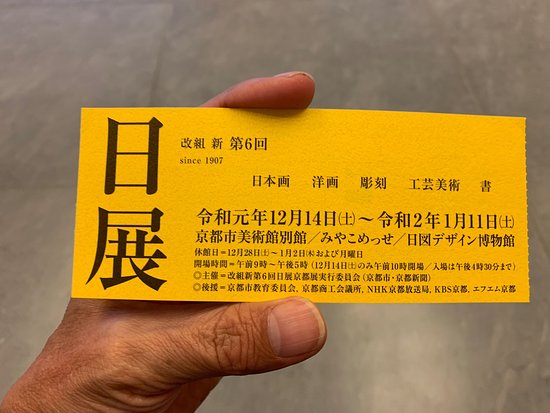 日展
改組 新 第6回
since 1907
日本画 洋画 彫刻 工芸美術 書
令和元年12月14日㈯〜令和2年1月11日㈯
京都市美術館別館／みやこめっせ／日図デザイン博物館
休館日＝12月28日㈯〜1月2日㈭および月曜日
開場時間＝午前9時〜午後5時（12月14日㈯のみ午前10時開場／入場は午後4時30分まで）
◎主催＝改組新第6回日展京都展実行委員会（京都市・京都新聞）
◎後援＝京都市教育委員会, 京都商工会議所, NHK京都放送局, KBS京都, エフエム京都